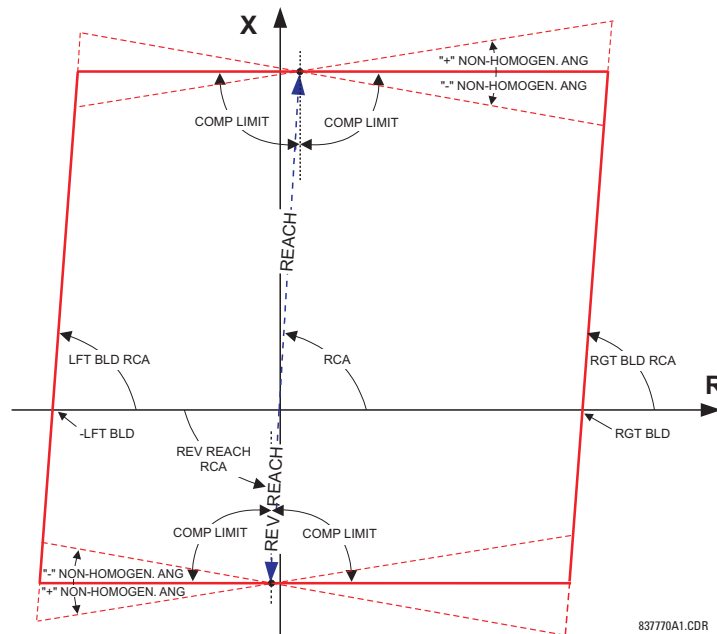 X
"+" NON-HOMOGEN. ANG
"-" NON-HOMOGEN. ANG
COMP LIMIT
COMP LIMIT
REACH
LFT BLD RCA
RCA
RGT BLD RCA
R
-LFT BLD
RGT BLD
REV REACH
RCA
REV REACH
COMP LIMIT
COMP LIMIT
"-" NON-HOMOGEN. ANG
"+" NON-HOMOGEN. ANG
837770A1.CDR